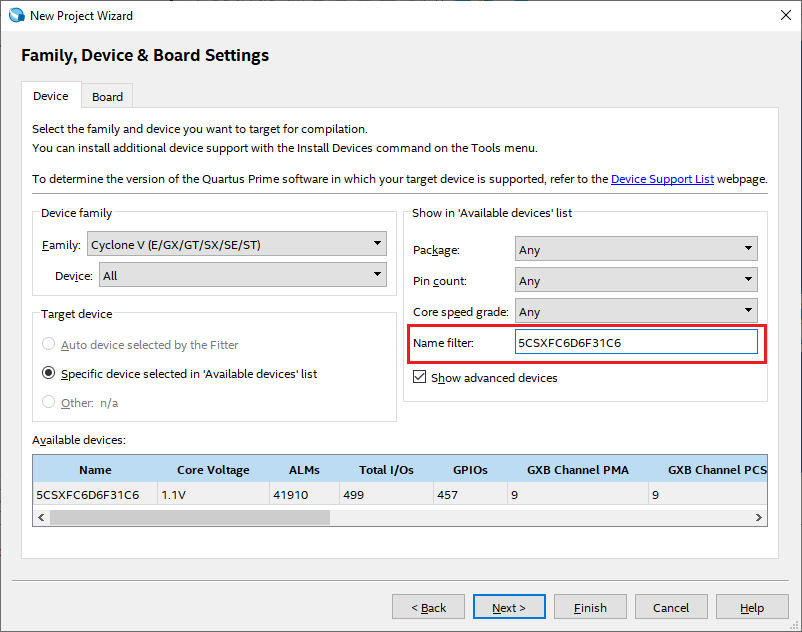 New Project Wizard
Family, Device & Board Settings
Device Board
Select the family and device you want to target for compilation.
You can install additional device support with the Install Devices command on the Tools menu.
To determine the version of the Quartus Prime software in which your target device is supported, refer to the Device Support List webpage.
Device family
Family: Cyclone V (E/GX/GT/SX/SE/ST)
Device: All
Target device
Auto device selected by the Fitter
Specific device selected in 'Available devices' list
Other: n/a
Show in 'Available devices' list
Package: Any
Pin count: Any
Core speed grade: Any
Name filter: 5CSXFC6D6F31C6
Show advanced devices
Available devices:
Name Core Voltage ALMs Total I/Os GPIOs GXB Channel PMA GXB Channel PCS
5CSXFC6D6F31C6 1.1V 41910 499 457 9 9
< Back Next > Finish Cancel Help